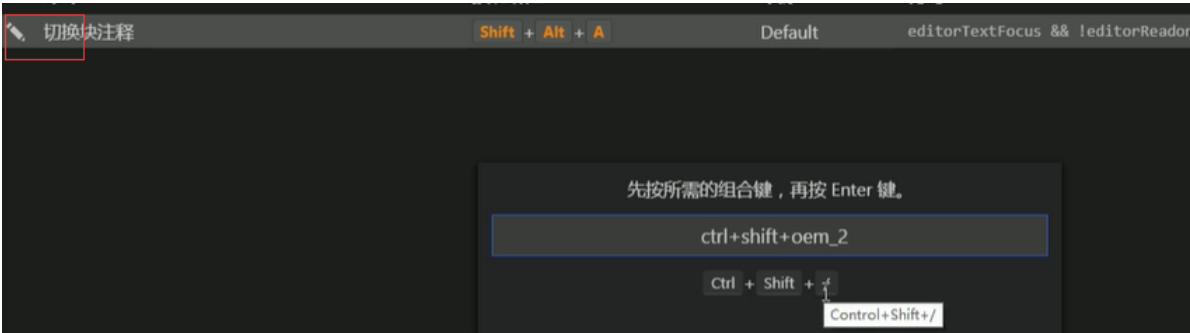 切换块注释 Shift + Alt + A Default editorTextFocus && !editorReador
先按所需的组合键，再按 Enter 键。
ctrl+shift+oem_2
Ctrl + Shift + /
Control+Shift+/